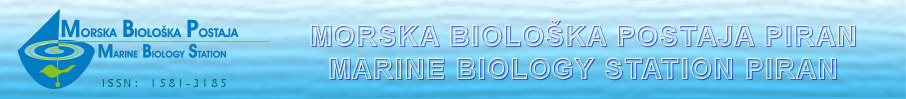 MORSKA BIOLOŠKA POSTAJA
MARINE BIOLOGY STATION
ISSN: 1581-3185
MORSKA BIOLOŠKA POSTAJA PIRAN
MARINE BIOLOGY STATION PIRAN